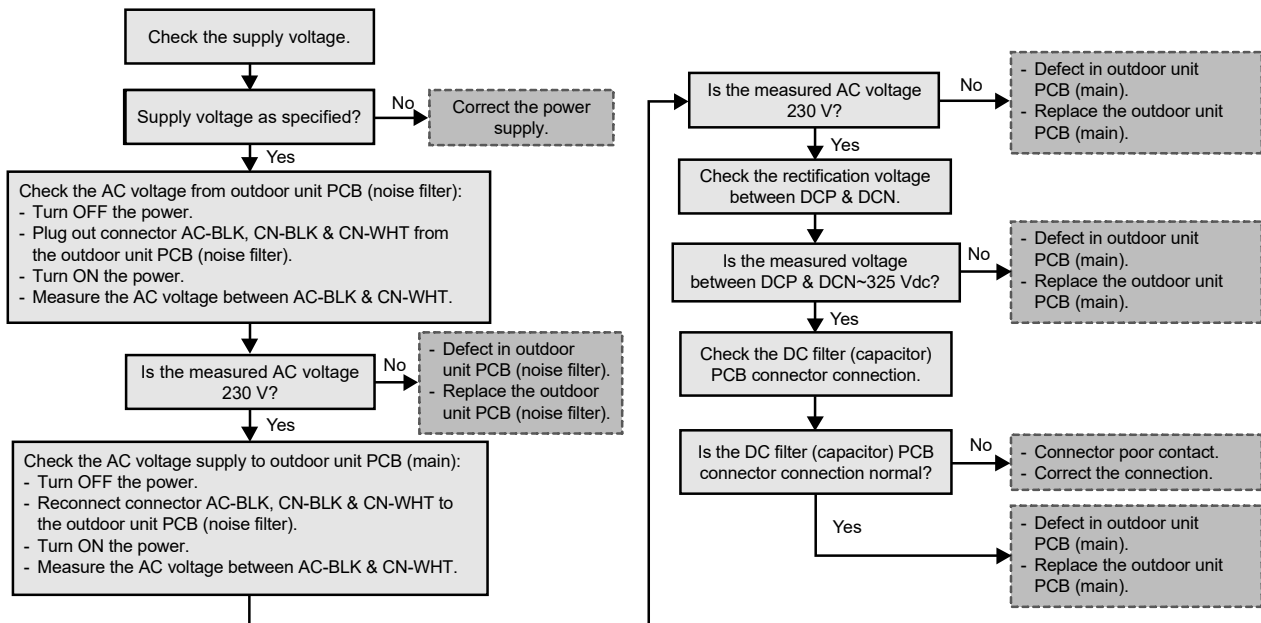 Check the supply voltage.
Supply voltage as specified?
No
Correct the power
supply.
Yes
Check the AC voltage from outdoor unit PCB (noise filter):
- Turn OFF the power.
- Plug out connector AC-BLK, CN-BLK & CN-WHT from
the outdoor unit PCB (noise filter).
- Turn ON the power.
- Measure the AC voltage between AC-BLK & CN-WHT.
Is the measured AC voltage
230 V?
No
- Defect in outdoor
unit PCB (noise filter).
- Replace the outdoor
unit PCB (noise filter).
Yes
Check the AC voltage supply to outdoor unit PCB (main):
- Turn OFF the power.
- Reconnect connector AC-BLK, CN-BLK & CN-WHT to
the outdoor unit PCB (noise filter).
- Turn ON the power.
- Measure the AC voltage between AC-BLK & CN-WHT.
Is the measured AC voltage
230 V?
No
- Defect in outdoor unit
PCB (main).
- Replace the outdoor unit
PCB (main).
Yes
Check the rectification voltage
between DCP & DCN.
Is the measured voltage
between DCP & DCN~325 Vdc?
No
- Defect in outdoor unit
PCB (main).
- Replace the outdoor unit
PCB (main).
Yes
Check the DC filter (capacitor)
PCB connector connection.
Is the DC filter (capacitor) PCB
connector connection normal?
No
- Connector poor contact.
- Correct the connection.
Yes
- Defect in outdoor unit
PCB (main).
- Replace the outdoor unit
PCB (main).